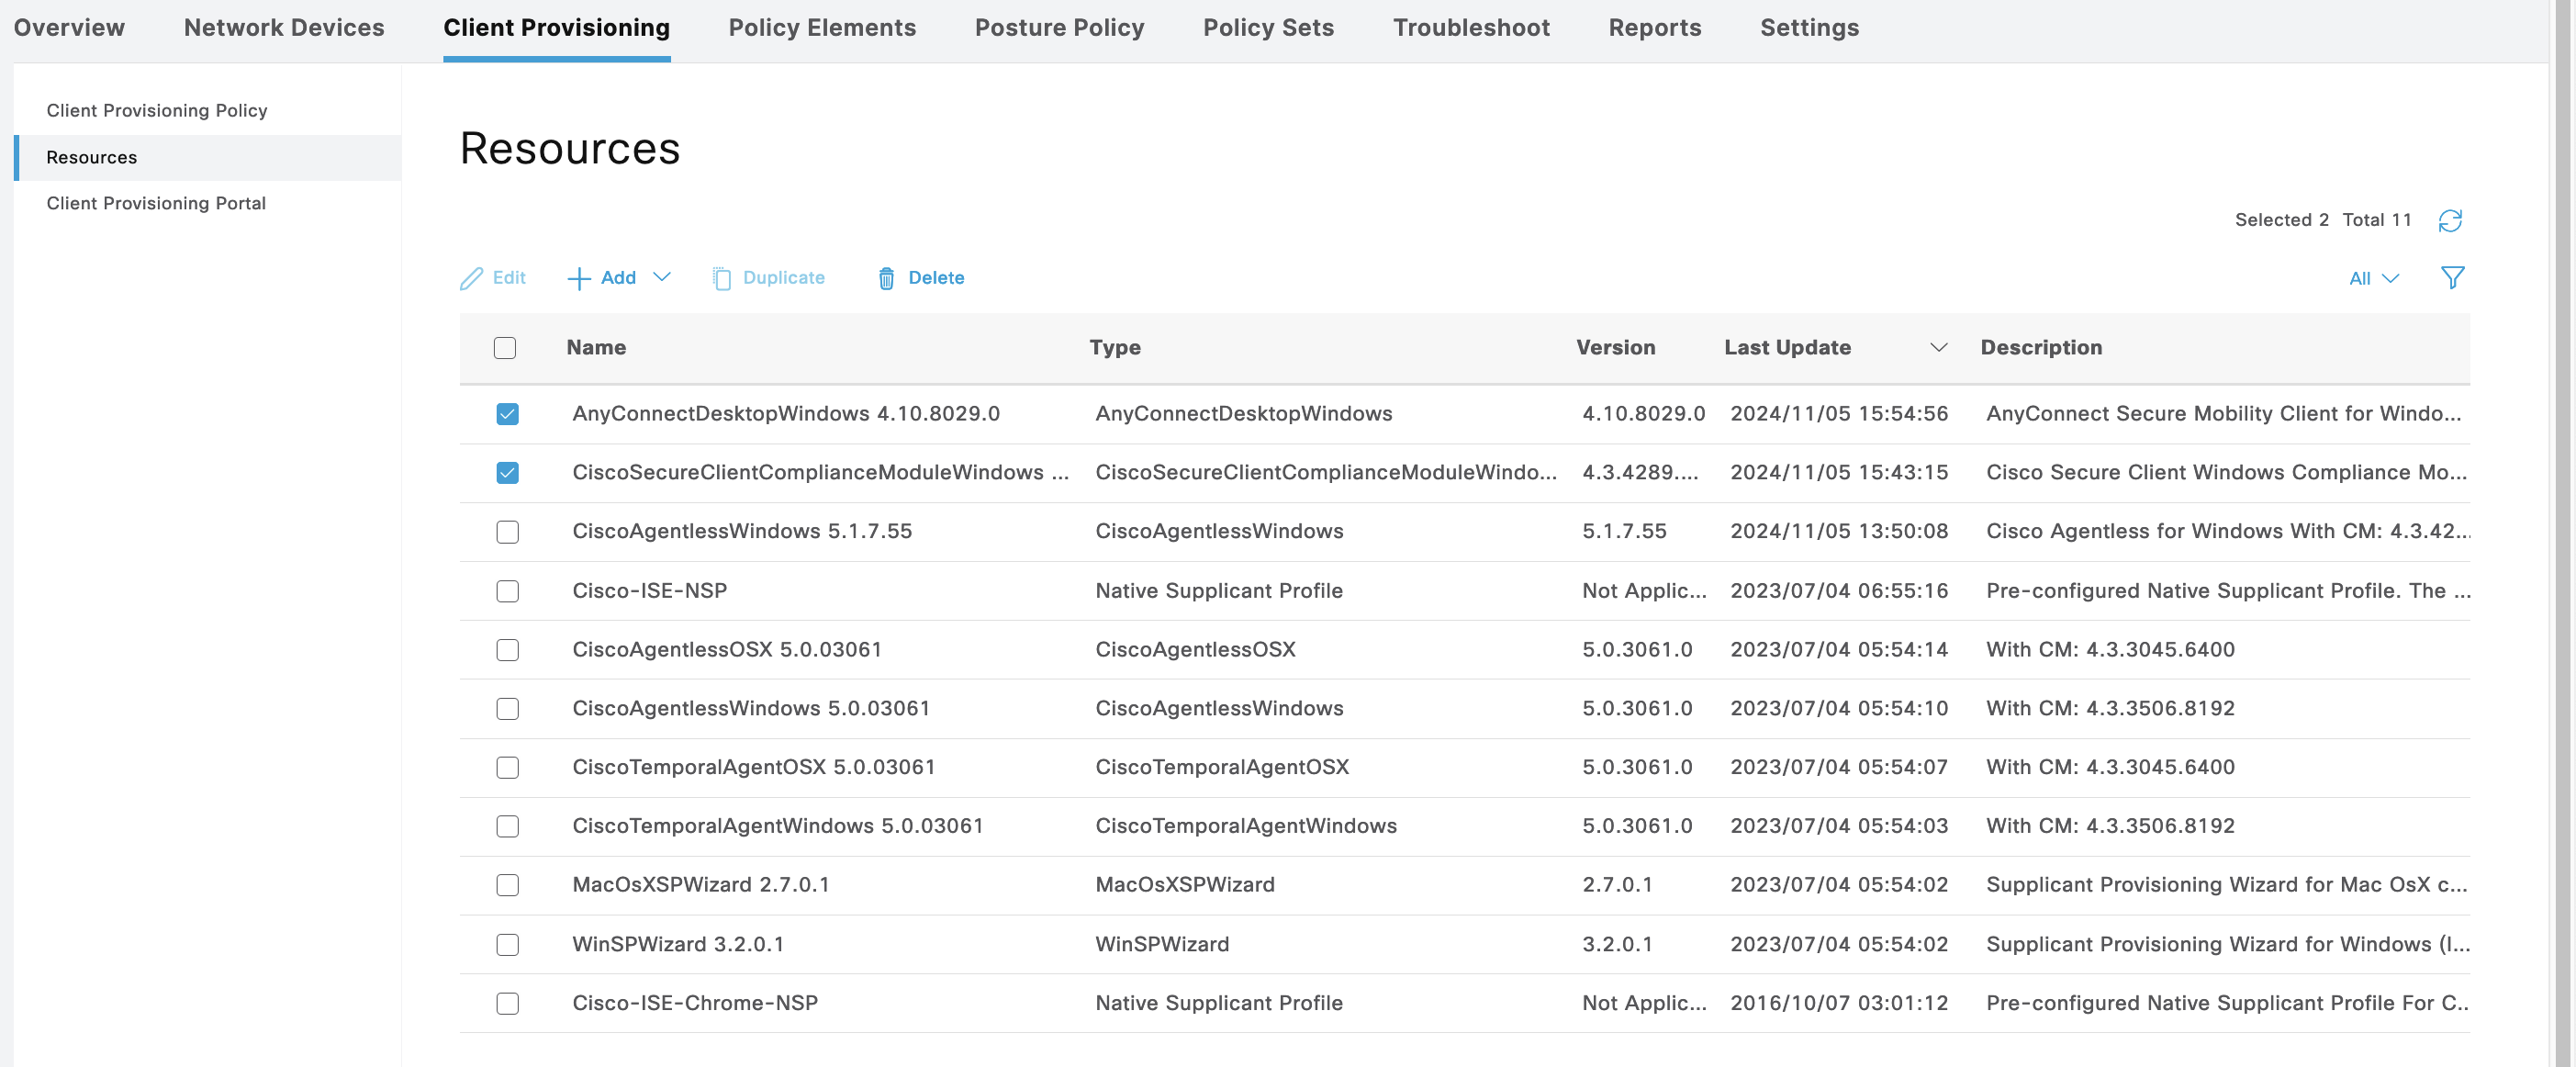 Overview Network Devices Client Provisioning Policy Elements Posture Policy Policy Sets Troubleshoot Reports Settings
Client Provisioning Policy
Resources
Client Provisioning Portal
Resources
Selected 2 Total 11
Edit Add Duplicate Delete All
Name Type Version Last Update Description
AnyConnectDesktopWindows 4.10.8029.0 AnyConnectDesktopWindows 4.10.8029.0 2024/11/05 15:54:56 AnyConnect Secure Mobility Client for Windo...
CiscoSecureClientComplianceModuleWindows ... CiscoSecureClientComplianceModuleWindo... 4.3.4289.... 2024/11/05 15:43:15 Cisco Secure Client Windows Compliance Mo...
CiscoAgentlessWindows 5.1.7.55 CiscoAgentlessWindows 5.1.7.55 2024/11/05 13:50:08 Cisco Agentless for Windows With CM: 4.3.42...
Cisco-ISE-NSP Native Supplicant Profile Not Applic... 2023/07/04 06:55:16 Pre-configured Native Supplicant Profile. The ...
CiscoAgentlessOSX 5.0.03061 CiscoAgentlessOSX 5.0.3061.0 2023/07/04 05:54:14 With CM: 4.3.3045.6400
CiscoAgentlessWindows 5.0.03061 CiscoAgentlessWindows 5.0.3061.0 2023/07/04 05:54:10 With CM: 4.3.3506.8192
CiscoTemporalAgentOSX 5.0.03061 CiscoTemporalAgentOSX 5.0.3061.0 2023/07/04 05:54:07 With CM: 4.3.3045.6400
CiscoTemporalAgentWindows 5.0.03061 CiscoTemporalAgentWindows 5.0.3061.0 2023/07/04 05:54:03 With CM: 4.3.3506.8192
MacOsXSPWizard 2.7.0.1 MacOsXSPWizard 2.7.0.1 2023/07/04 05:54:02 Supplicant Provisioning Wizard for Mac OsX c...
WinSPWizard 3.2.0.1 WinSPWizard 3.2.0.1 2023/07/04 05:54:02 Supplicant Provisioning Wizard for Windows (I...
Cisco-ISE-Chrome-NSP Native Supplicant Profile Not Applic... 2016/10/07 03:01:12 Pre-configured Native Supplicant Profile For C...